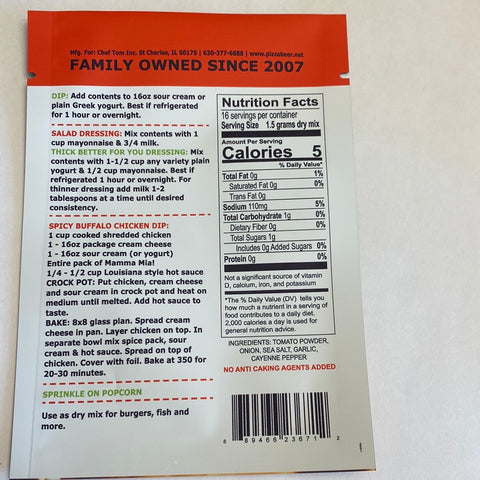 Mfg. For: Chef Tom Inc. St Charles, IL 60175 | 630-377-6888 | www.pizzabeer.net
FAMILY OWNED SINCE 2007
DIP: Add contents to 16oz sour cream or
plain Greek yogurt. Best if refrigerated
for 1 hour or overnight.
SALAD DRESSING: Mix contents with 1
cup mayonnaise & 3/4 milk.
THICK BETTER FOR YOU DRESSING: Mix
contents with 1-1/2 cup any variety plain
yogurt & 1/2 mayonnaise. Best if
refrigerated 1 hour or overnight. For
thinner dressing add milk 1-2
tablespoons at a time until desired
consistency.
SPICY BUFFALO CHICKEN DIP:
1 cup cooked shredded chicken
1 - 16oz package cream cheese
1 - 16oz sour cream (or yogurt)
Entire pack of Mamma Mia!
1/4 - 1/2 cup Louisiana style hot sauce
CROCK POT: Put chicken, cream cheese
and sour cream in crock pot and heat on
medium until melted. Add hot sauce to
taste.
BAKE: 8x8 glass plan. Spread cream
cheese in pan. Layer chicken on top. In
separate bowl mix spice pack, sour
cream & hot sauce. Spread on top of
chicken. Cover with foil. Bake at 350 for
20-30 minutes.
SPRINKLE ON POPCORN
Use as dry mix for burgers, fish and
more.
Nutrition Facts
16 servings per container
Serving Size 1.5 grams dry mix
Amount Per Serving
Calories 5
% Daily Value*
Total Fat 0g 1%
Saturated Fat 0g 0%
Trans Fat 0g
Sodium 110mg 5%
Total Carbohydrate 1g 0%
Dietary Fiber 0g 0%
Total Sugars 1g
Includes 0g Added Sugars 0%
Protein 0g 0%
Not a significant source of vitamin
D, calcium, iron, and potassium
*The % Daily Value (DV) tells you
how much a nutrient in a serving of
food contributes to a daily diet.
2,000 calories a day is used for
general nutrition advice.
INGREDIENTS: TOMATO POWDER,
ONION, SEA SALT, GARLIC,
CAYENNE PEPPER
NO ANTI CAKING AGENTS ADDED
6 89466 23671 2